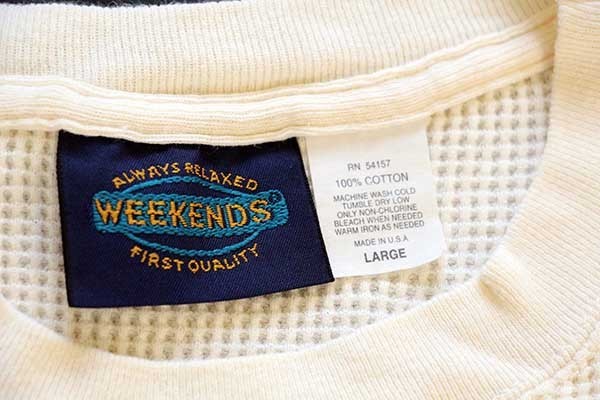 ALWAYS RELAXED
WEEKENDS®
FIRST QUALITY
RN 54157
100% COTTON
MACHINE WASH COLD
TUMBLE DRY LOW
ONLY NON-CHLORINE
BLEACH WHEN NEEDED
WARM IRON AS NEEDED
MADE IN U.S.A.
LARGE